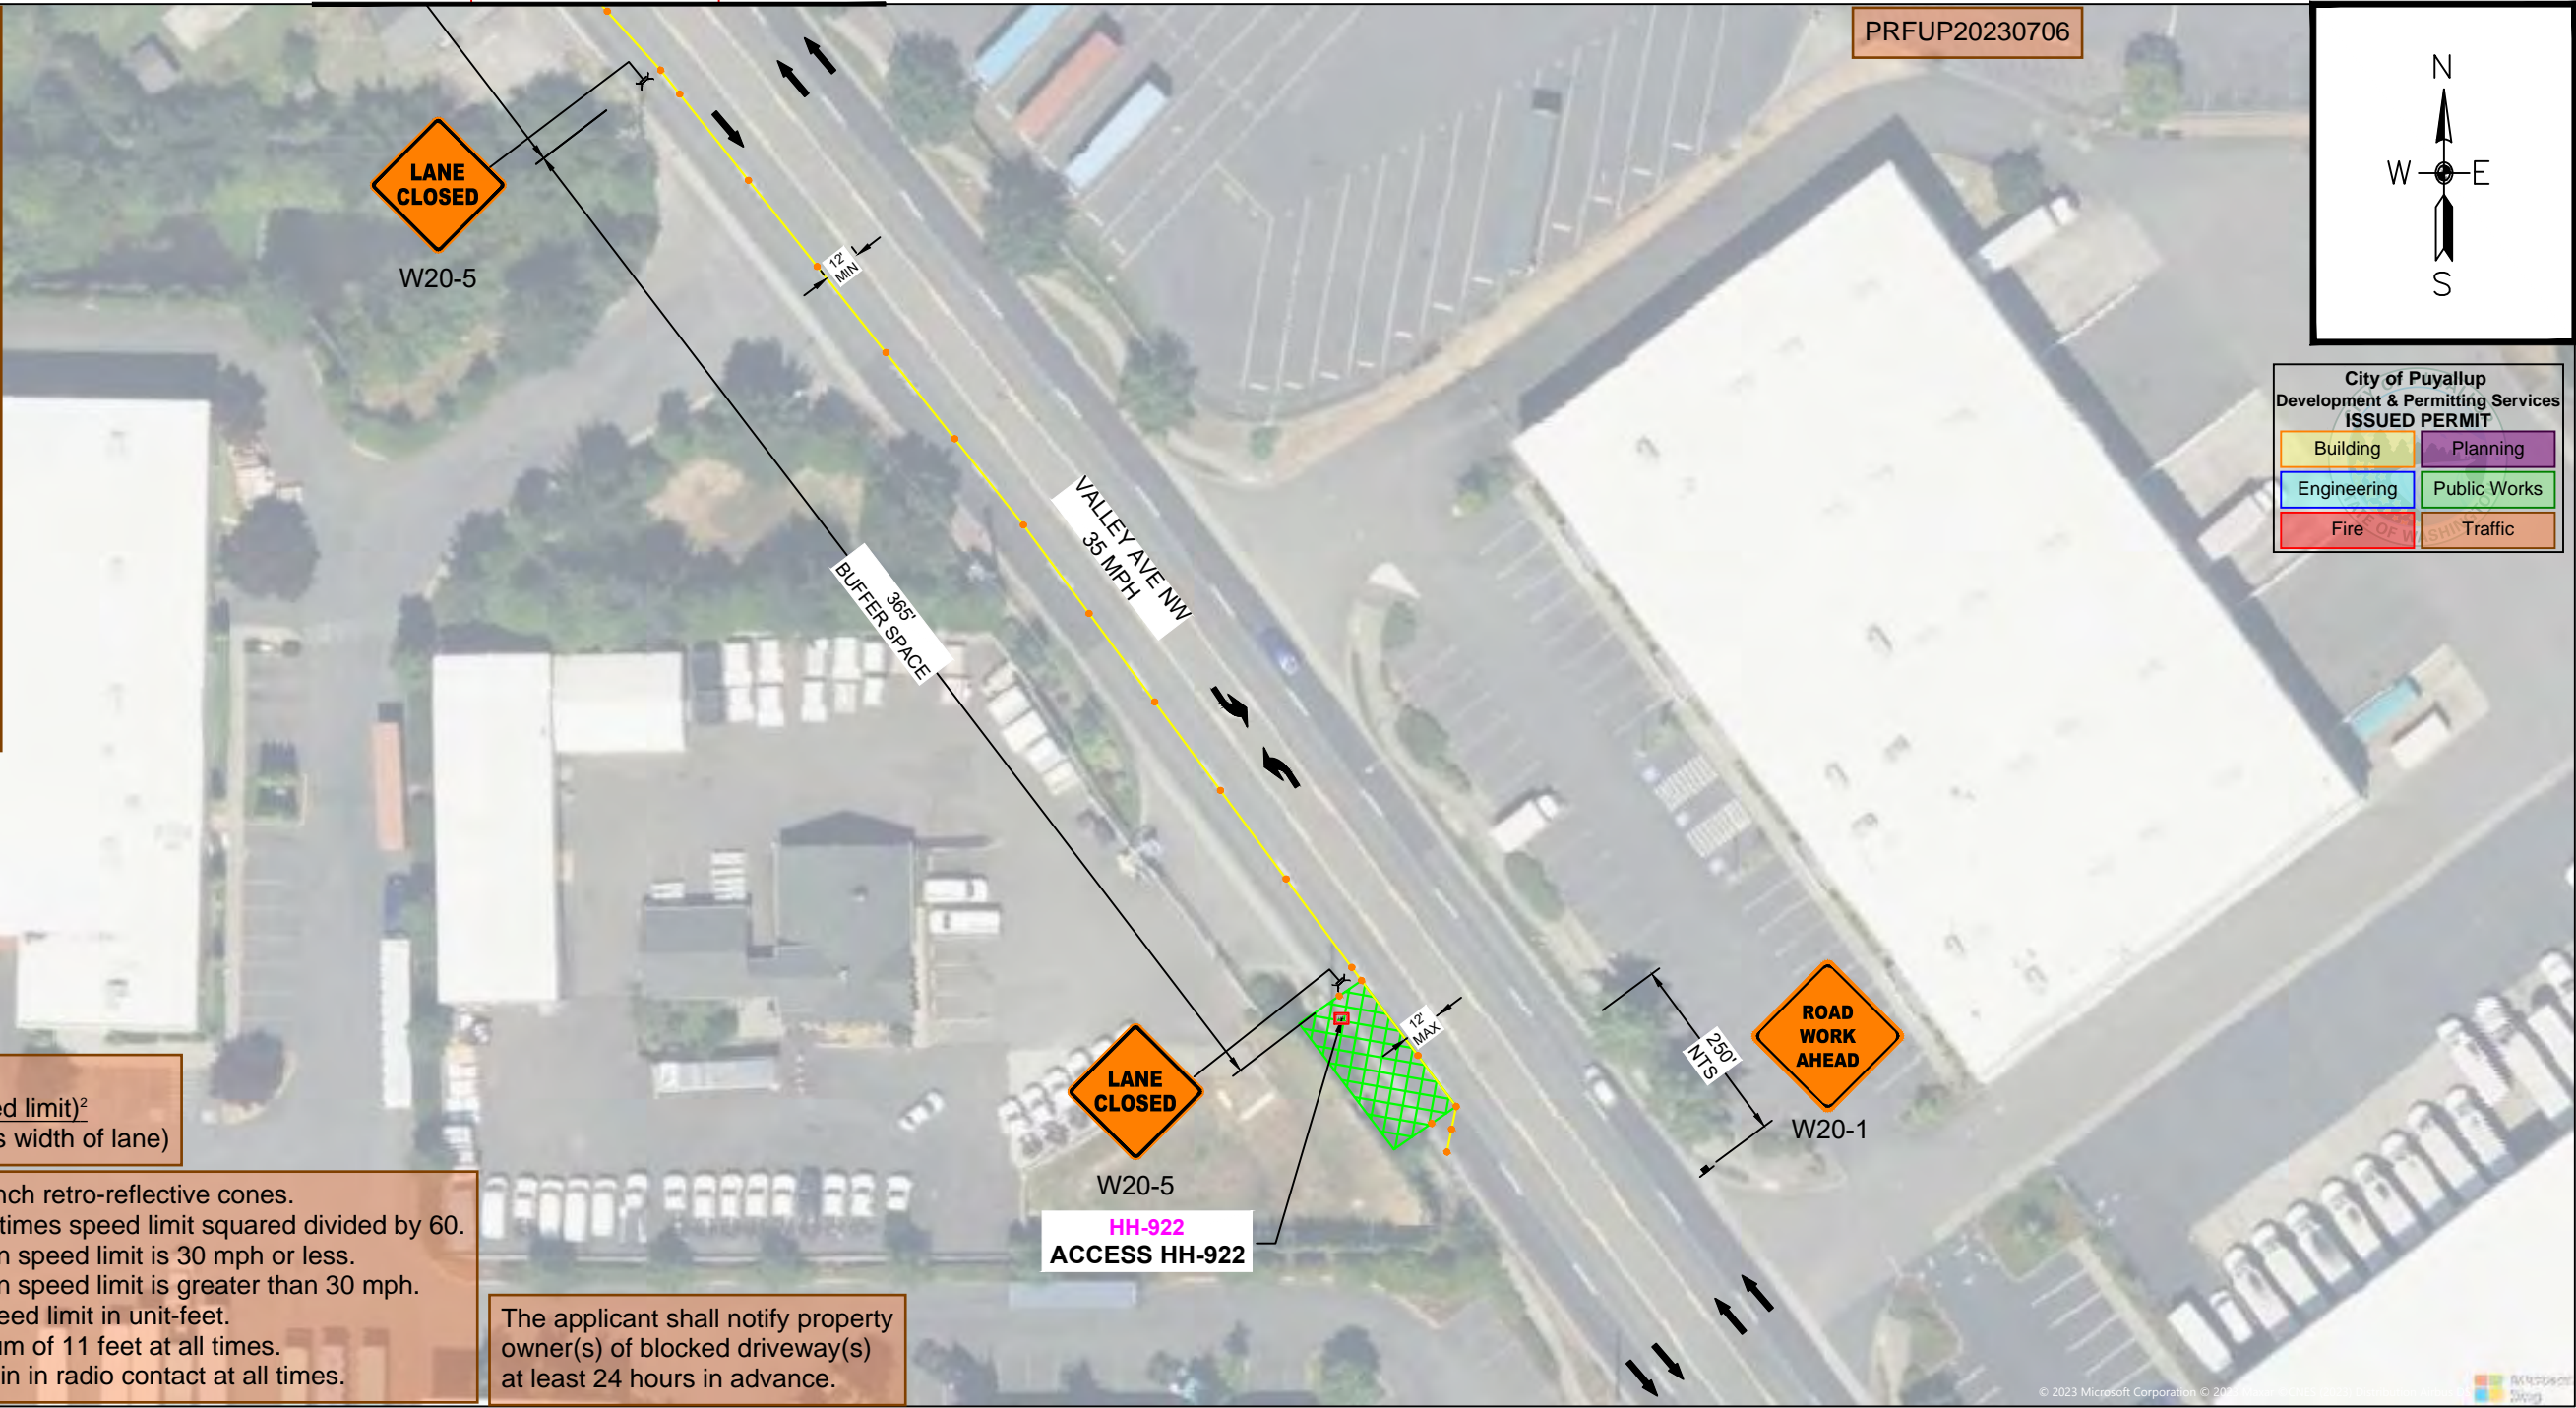 PRFUP20230706
N
W
E
S
City of Puyallup
Development & Permitting Services
ISSUED PERMIT
Building
Planning
Engineering
Public Works
Fire
Traffic
STATE OF WASHINGTON
LANE
CLOSED
W20-5
12'
MIN
VALLEY AVE NW
35 MPH
365'
BUFFER SPACE
12'
MAX
250'
NTS
ROAD
WORK
AHEAD
W20-1
LANE
CLOSED
W20-5
HH-922
ACCESS HH-922
limit)²
width of lane)
retro-reflective cones.
times speed limit squared divided by 60.
speed limit is 30 mph or less.
speed limit is greater than 30 mph.
limit in unit-feet.
of 11 feet at all times.
in radio contact at all times.
The applicant shall notify property
owner(s) of blocked driveway(s)
at least 24 hours in advance.
© 2023 Microsoft Corporation ©